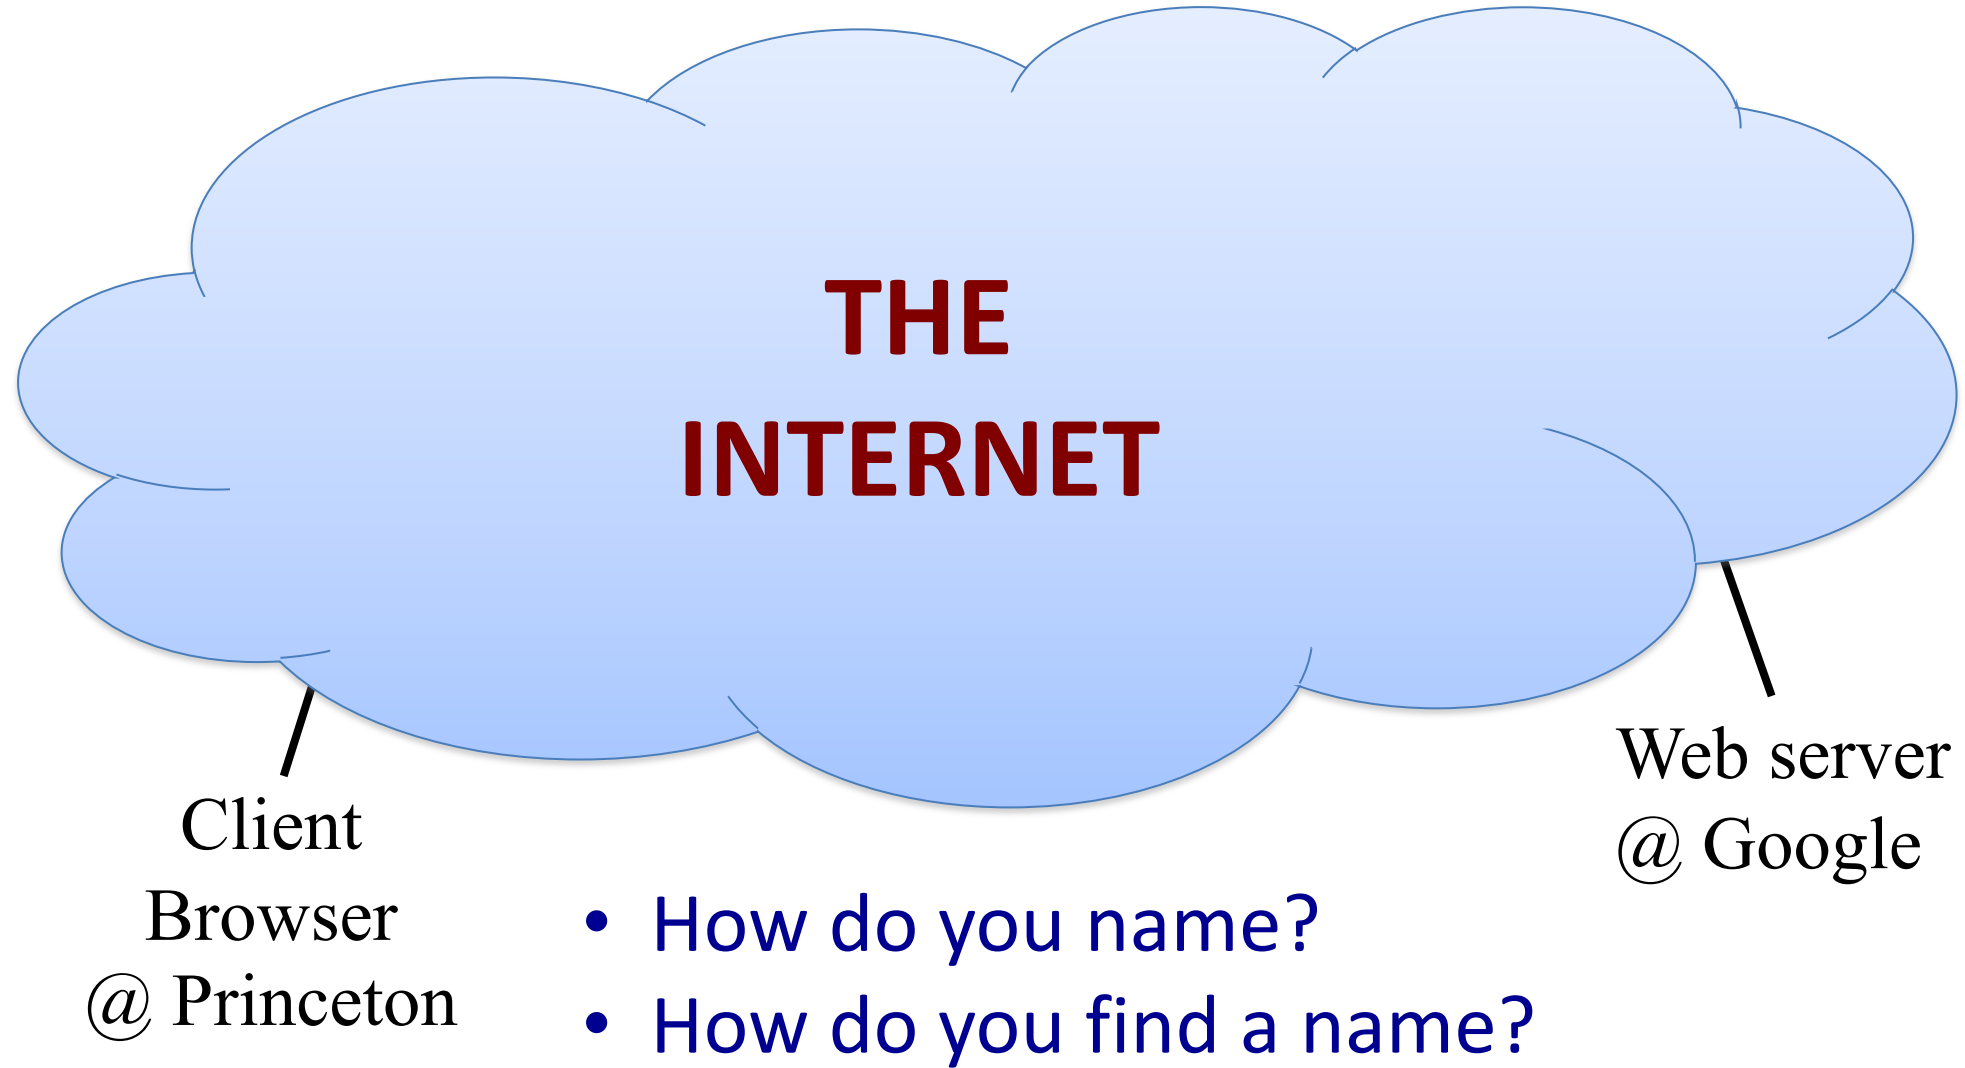 THE
INTERNET
Client
Browser
@ Princeton
Web server
@ Google
• How do you name?
• How do you find a name?